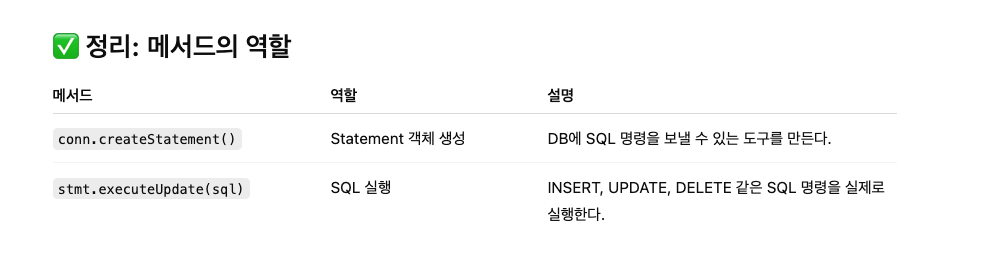 ✅ 정리: 메서드의 역할
메서드 역할 설명
conn.createStatement() Statement 객체 생성 DB에 SQL 명령을 보낼 수 있는 도구를 만든다.
stmt.executeUpdate(sql) SQL 실행 INSERT, UPDATE, DELETE 같은 SQL 명령을 실제로
실행한다.